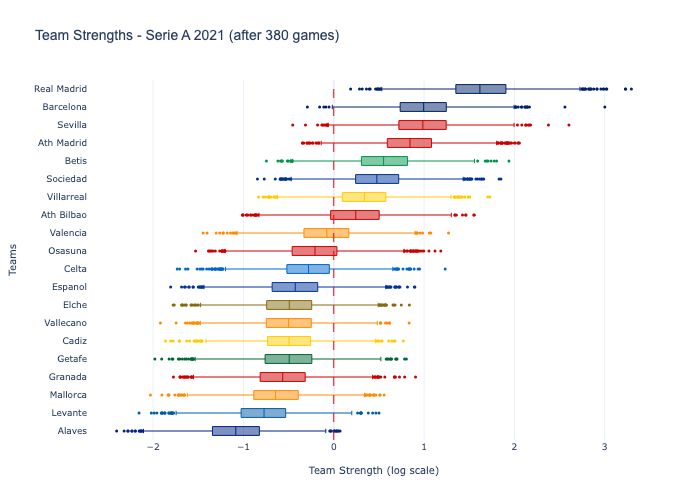 Team Strengths - Serie A 2021 (after 380 games)
Real Madrid
Barcelona
Sevilla
Ath Madrid
Betis
Sociedad
Villarreal
Ath Bilbao
Valencia
Osasuna
Celta
Espanol
Elche
Vallecano
Cadiz
Getafe
Granada
Mallorca
Levante
Alaves
Teams
−2 −1 0 1 2 3
Team Strength (log scale)